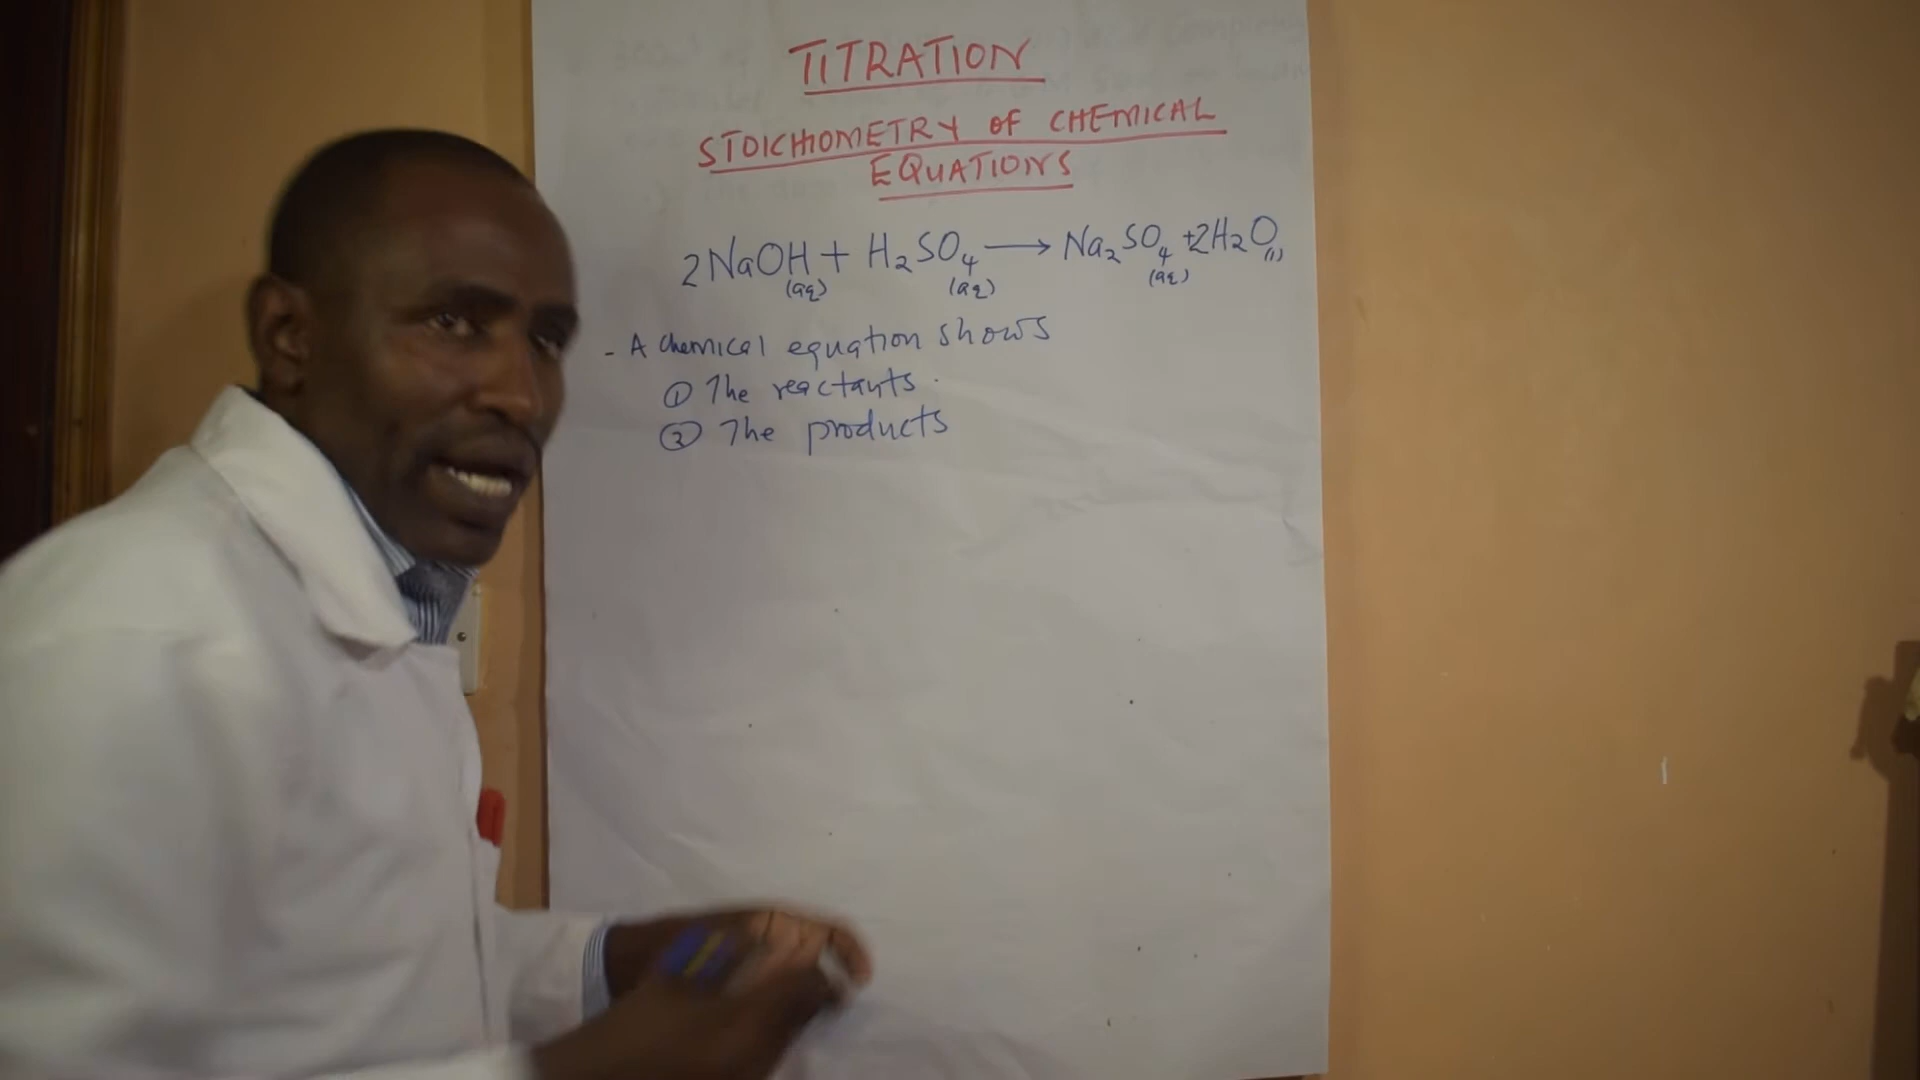 TITRATION
STOICHIOMETRY OF CHEMICAL
EQUATIONS
2NaOH(aq) + H₂SO₄(aq) → Na₂SO₄(aq) + 2H₂O(l)
- A chemical equation shows
① The reactants.
② The products